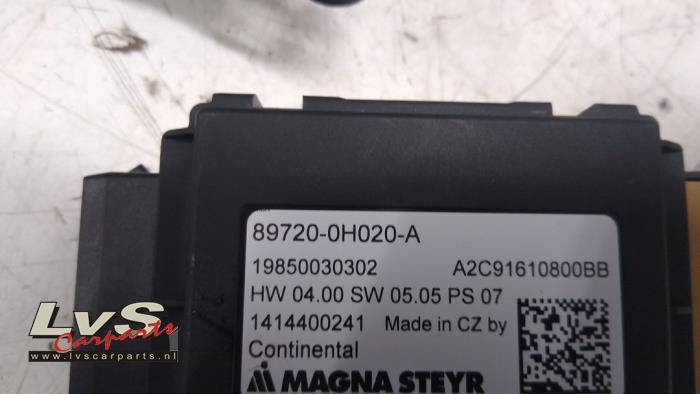 89720-0H020-A
19850030302 A2C91610800BB
HW 04.00 SW 05.05 PS 07
1414400241 Made in CZ by
Continental
MAGNA STEYR
LvS
Carparts
www.lvscarparts.nl